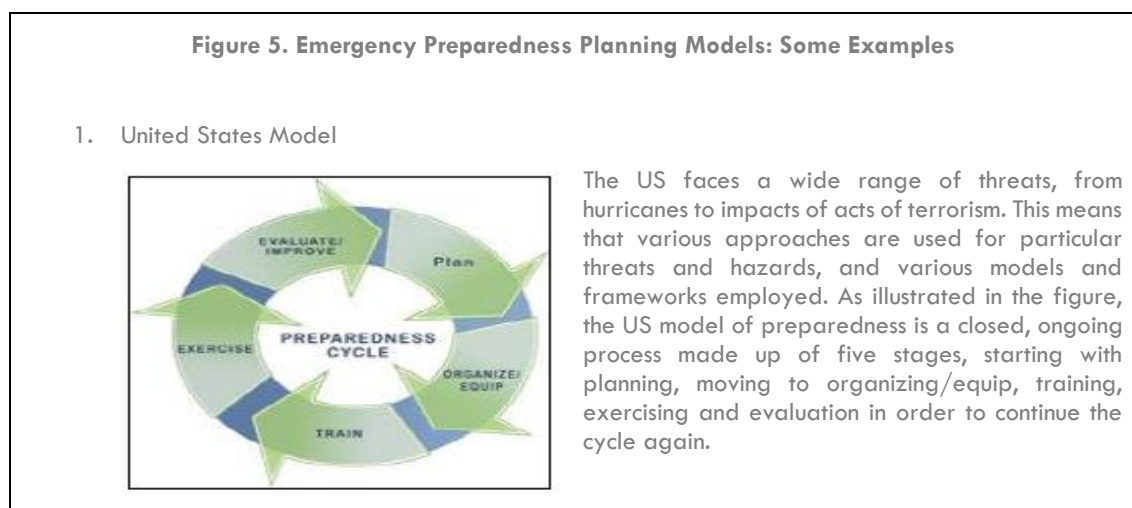 Figure 5. Emergency Preparedness Planning Models: Some Examples
1. United States Model
EVALUATE/
IMPROVE
Plan
PREPAREDNESS
CYCLE
EXERCISE
ORGANIZE/
EQUIP
TRAIN
The US faces a wide range of threats, from
hurricanes to impacts of acts of terrorism. This means
that various approaches are used for particular
threats and hazards, and various models and
frameworks employed. As illustrated in the figure,
the US model of preparedness is a closed, ongoing
process made up of five stages, starting with
planning, moving to organizing/equip, training,
exercising and evaluation in order to continue the
cycle again.